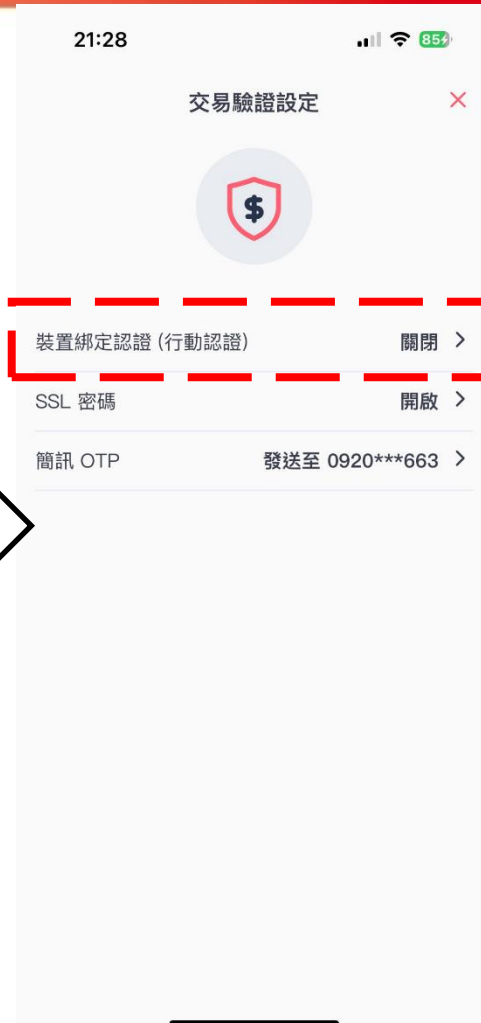 21:28
85
交易驗證設定
$
裝置綁定認證 (行動認證) 關閉
SSL 密碼 開啟
簡訊 OTP 發送至 0920***663